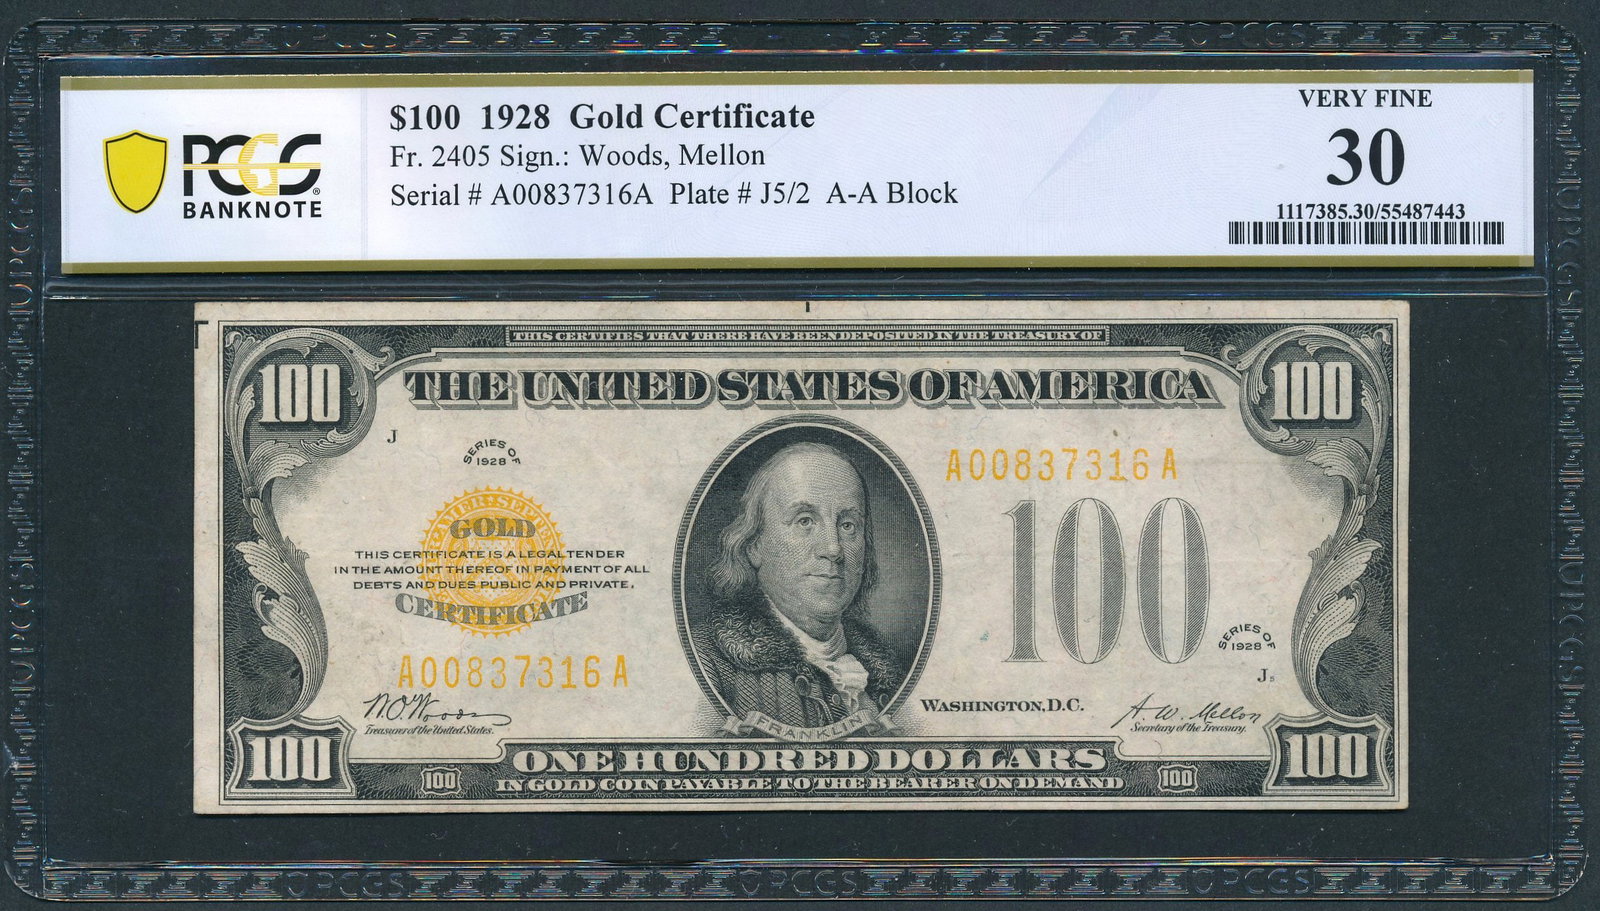 PCGS
BANKNOTE
$100 1928 Gold Certificate
Fr. 2405 Sign.: Woods, Mellon
Serial # A00837316A Plate # J5/2 A-A Block
VERY FINE
30
1117385.30/55487443
THIS CERTIFIES THAT THERE HAVE BEEN DEPOSITED IN THE TREASURY OF
100
THE UNITED STATES OF AMERICA
100
J
SERIES OF
1928
A00837316A
GOLD
THIS CERTIFICATE IS A LEGAL TENDER
IN THE AMOUNT THEREOF IN PAYMENT OF ALL
DEBTS AND DUES PUBLIC AND PRIVATE.
CERTIFICATE
100
SERIES OF
1928
A00837316A
J5
W.O. Woods
Treasurer of the United States.
FRANKLIN
WASHINGTON, D.C.
A. W. Mellon
Secretary of the Treasury.
100
ONE HUNDRED DOLLARS
100
100
IN GOLD COIN PAYABLE TO THE BEARER ON DEMAND
100